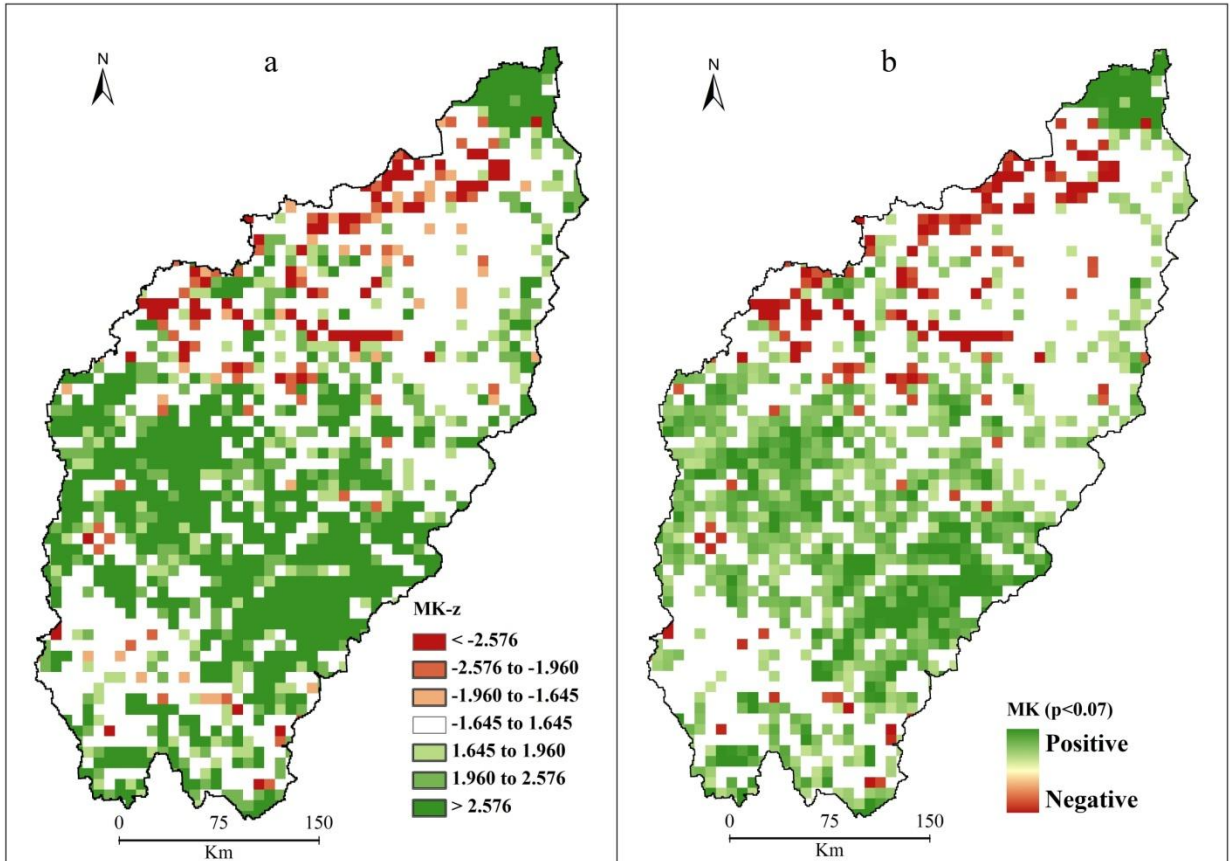 N
a
MK-z
< -2.576
-2.576 to -1.960
-1.960 to -1.645
-1.645 to 1.645
1.645 to 1.960
1.960 to 2.576
> 2.576
0 75 150
Km
N
b
MK (p<0.07)
Positive
Negative
0 75 150
Km